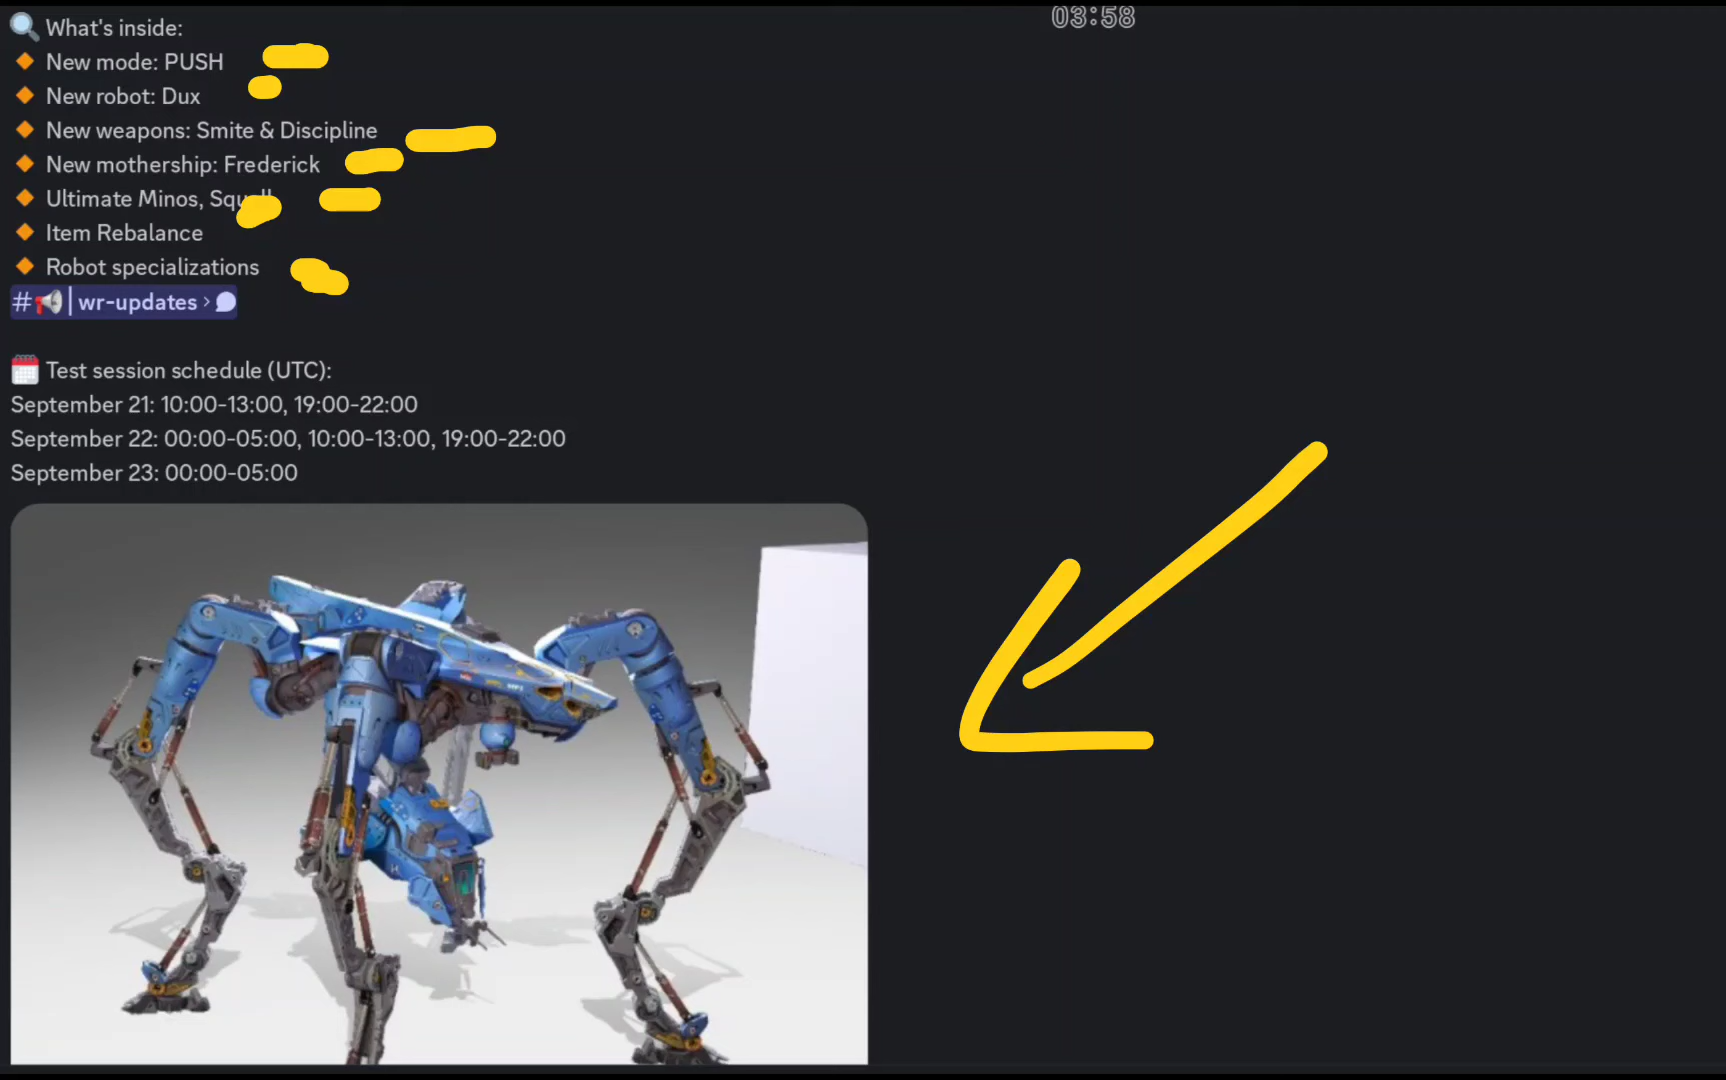 03:58
What's inside:
New mode: PUSH
New robot: Dux
New weapons: Smite & Discipline
New mothership: Frederick
Ultimate Minos,
Item Rebalance
Robot specializations
# | wr-updates ›
Test session schedule (UTC):
September 21: 10:00-13:00, 19:00-22:00
September 22: 00:00-05:00, 10:00-13:00, 19:00-22:00
September 23: 00:00-05:00